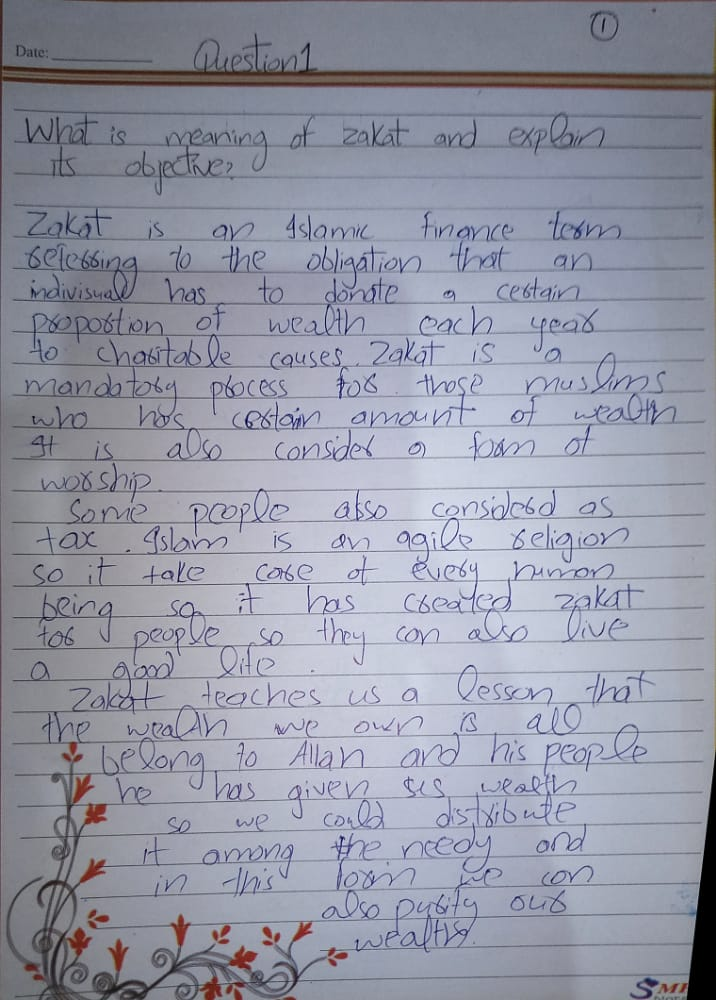 1
Date:
Question 1
What is meaning of zakat and explain
its objective?
Zakat is an Islamic finance term
referring to the obligation that an
indivisuall has to donate a certain
proportion of wealth each year
to charitable causes. Zakat is a
mandatory process for those muslims
who has certain amount of wealth
It is also consider a form of
worship.
Some people also considerd as
tax. Islam is an agile religion
so it take care of every human
being so it has created zakat
for people so they can also live
a good life.
Zakat teaches us a lesson that
the wealth we own is all
belong to Allah and his people
he has given us wealth
so we could distribute
it among the needy and
in this form we can
also purify our
wealths.